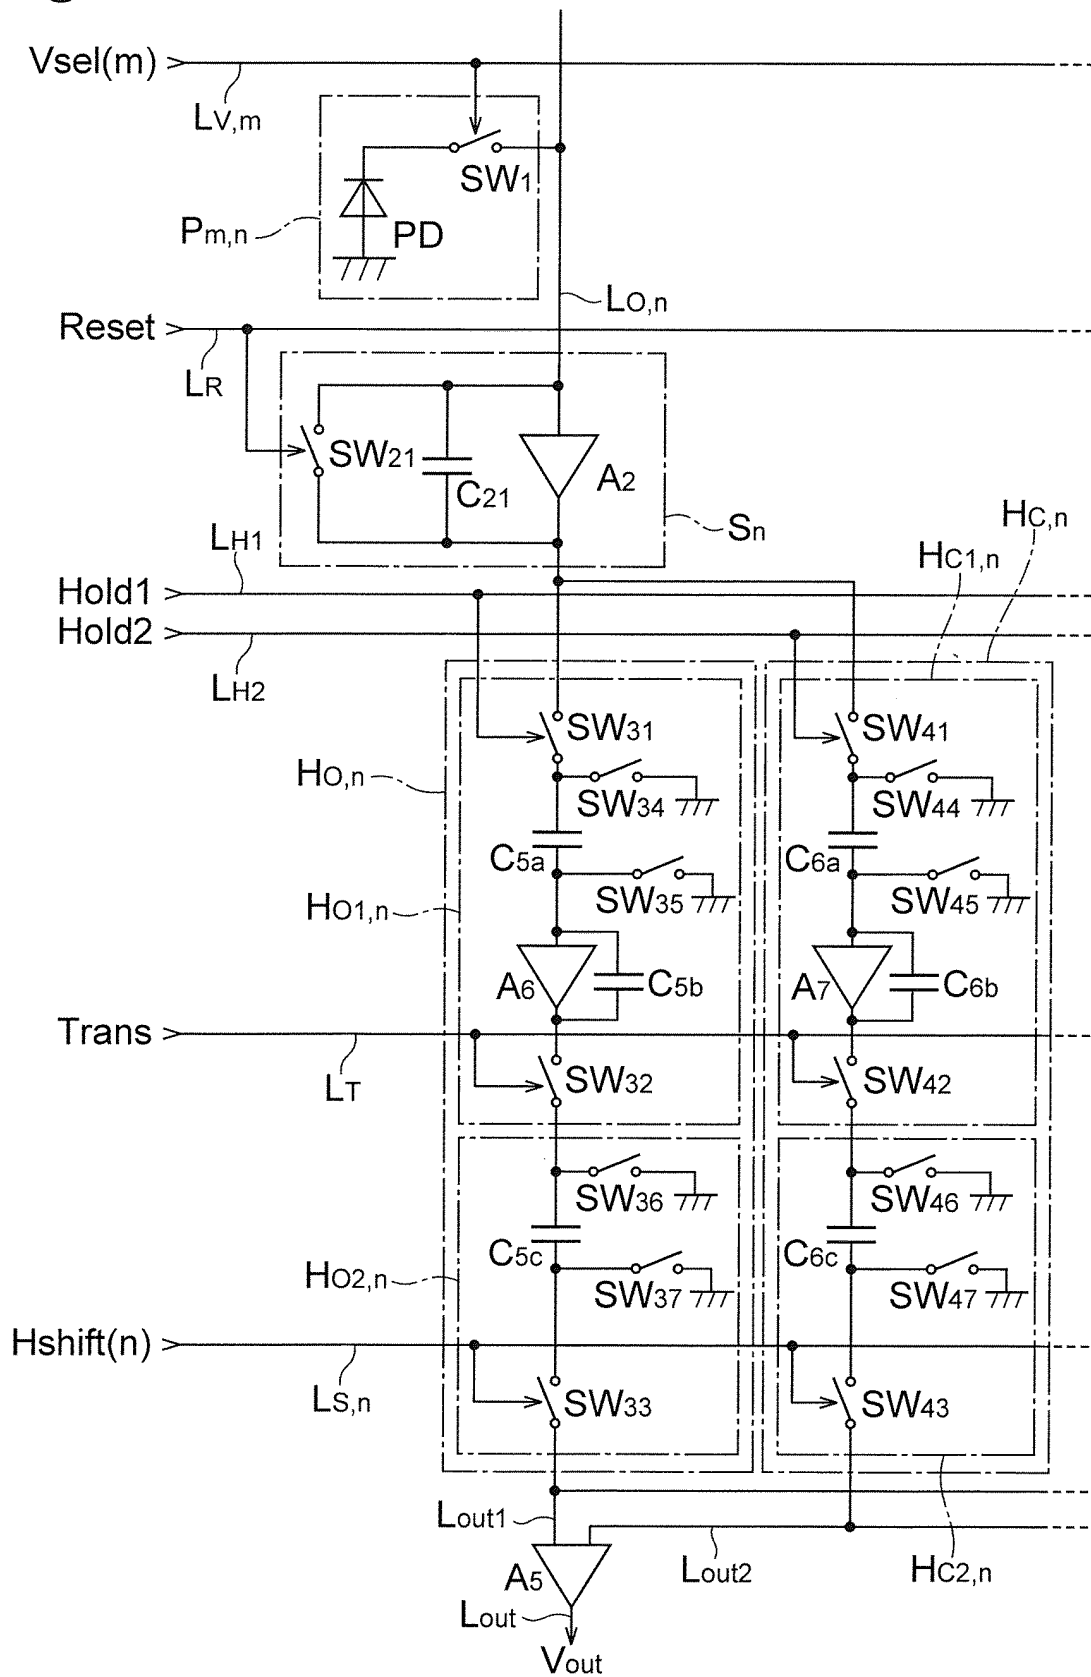 Vsel(m)
LV,m
SW1
Pm,n
PD
LO,n
Reset
LR
SW21
C21
A2
Sn
HC,n
LH1
HC1,n
Hold1
Hold2
LH2
SW31
SW41
HO,n
SW34
SW44
C5a
C6a
HO1,n
SW35
SW45
A6
C5b
A7
C6b
Trans
LT
SW32
SW42
SW36
SW46
C5c
C6c
HO2,n
SW37
SW47
Hshift(n)
LS,n
SW33
SW43
Lout1
A5
Lout2
HC2,n
Lout
Vout